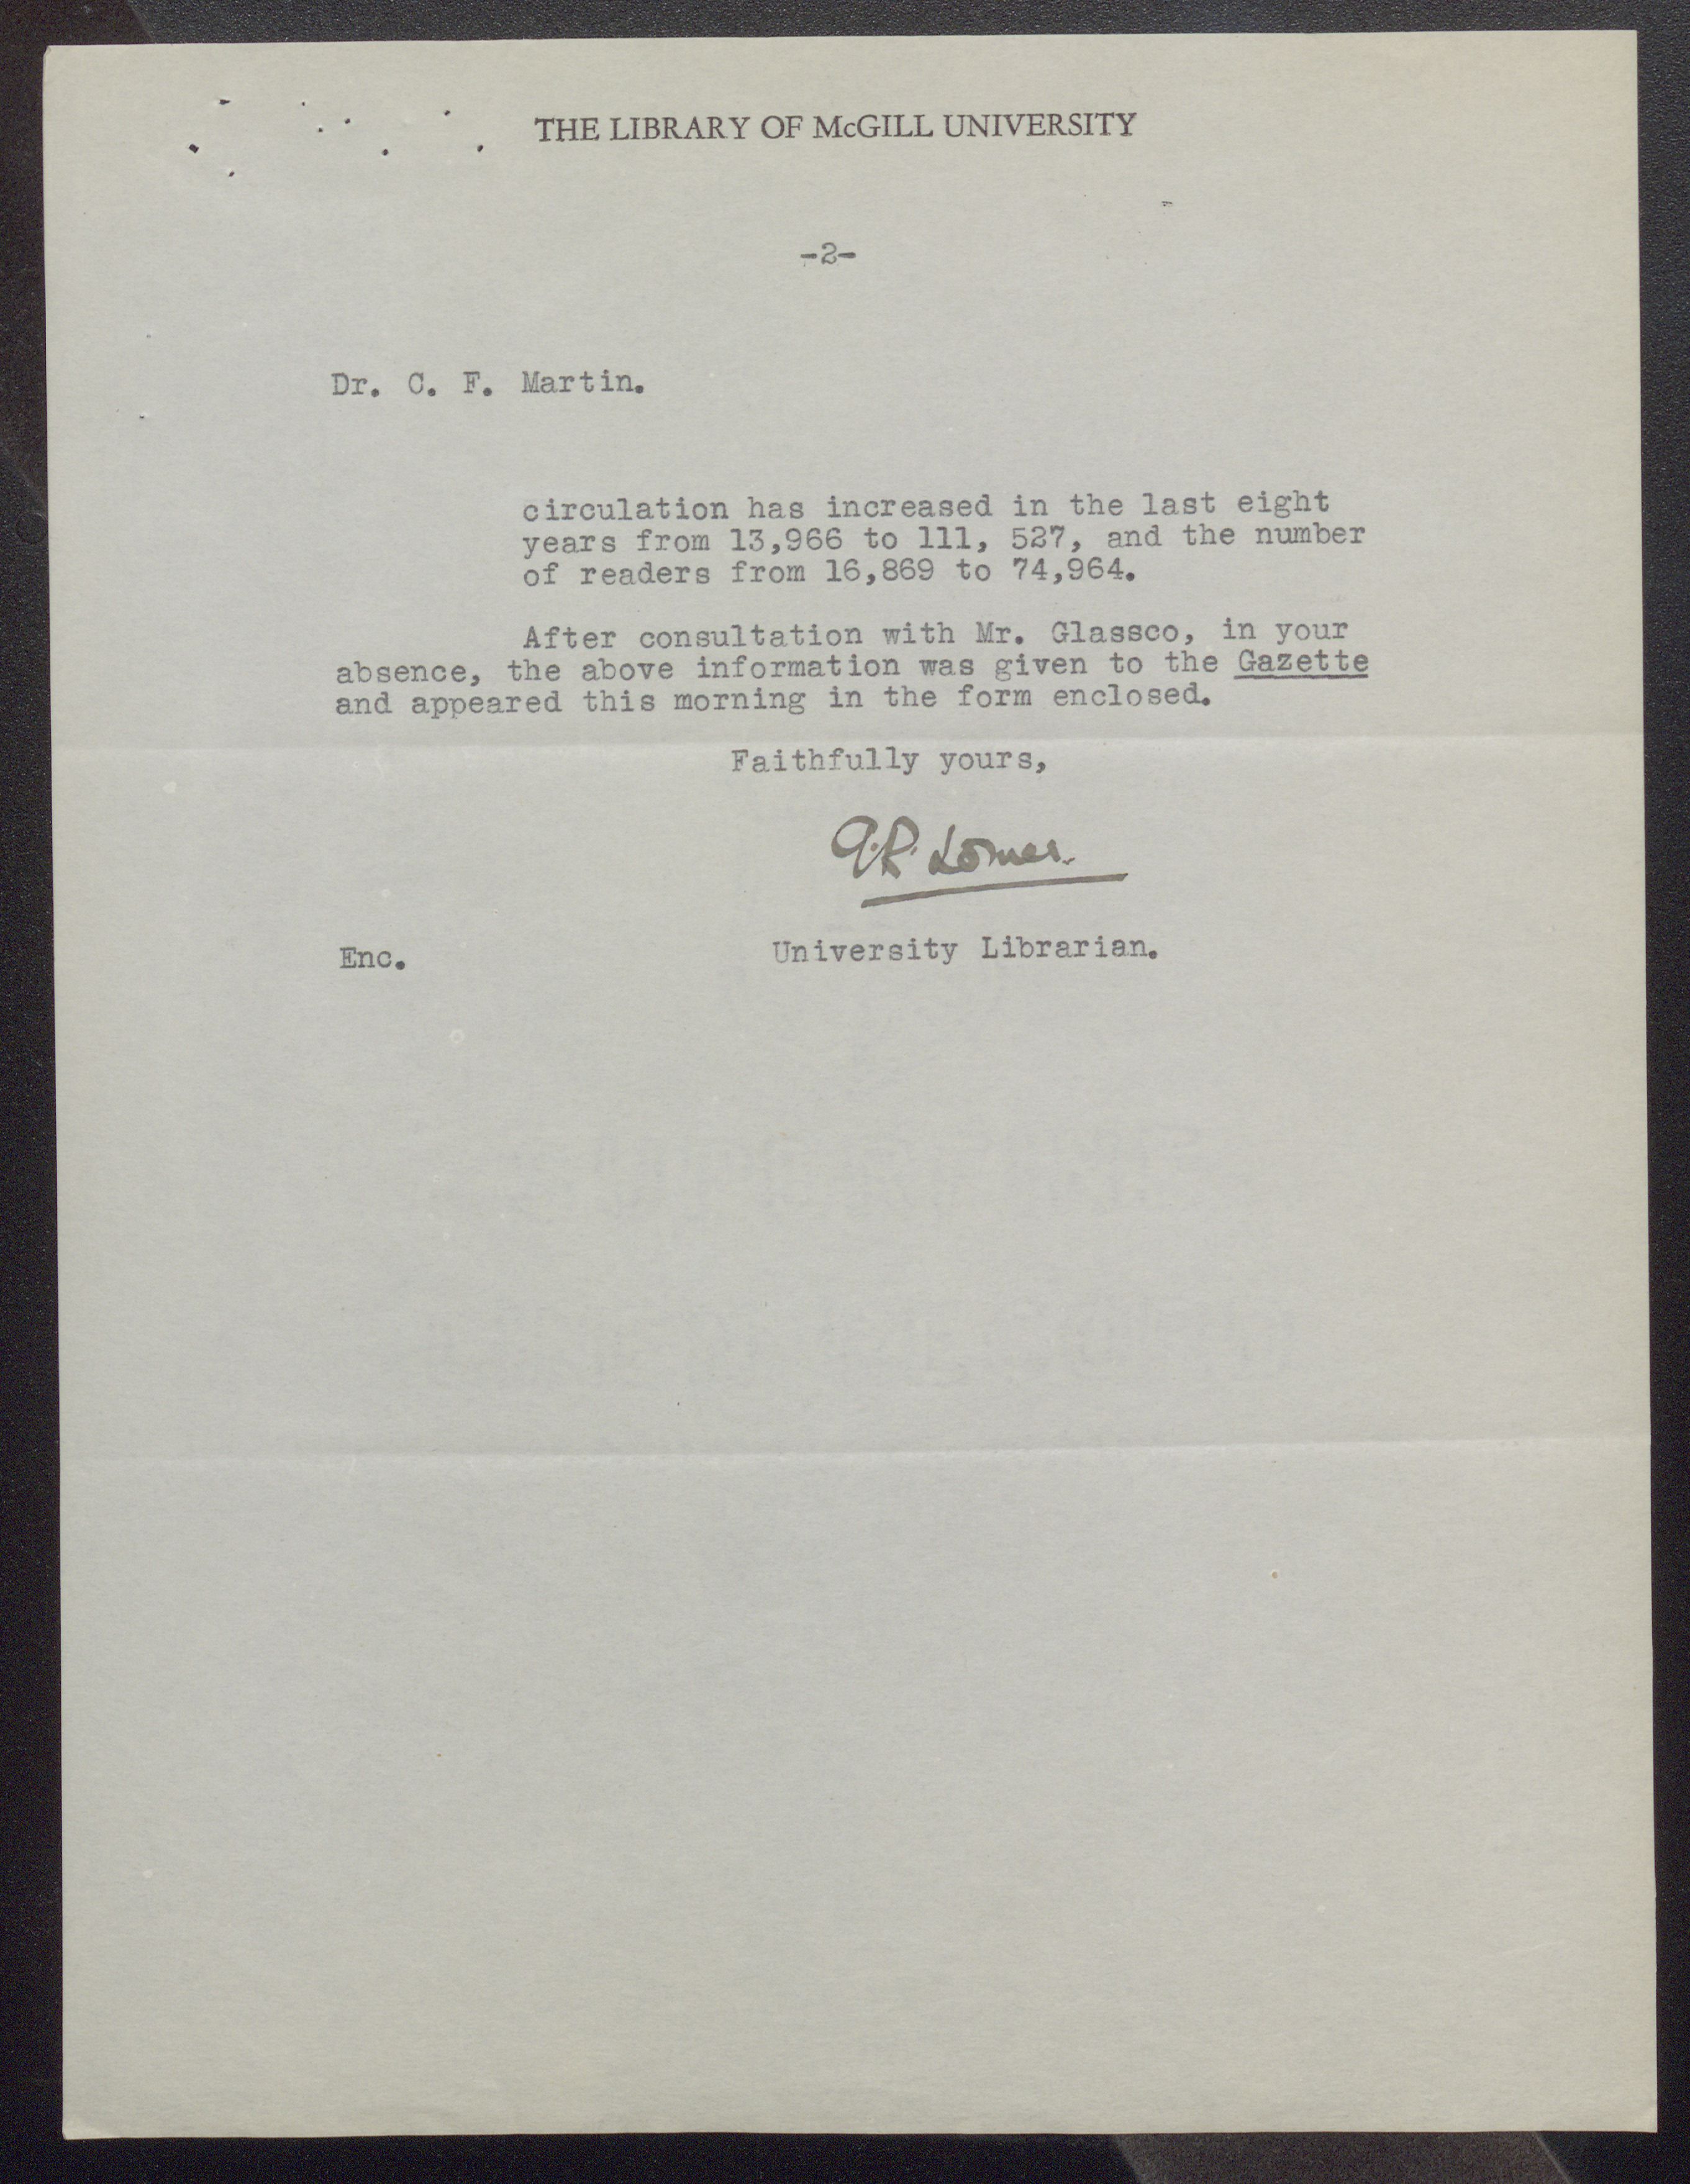 THE LIBRARY OF McGILL UNIVERSITY
-2-
Dr. C. F. Martin.
circulation has increased in the last eight
years from 13,966 to 111, 527, and the number
of readers from 16,869 to 74,964.
After consultation with Mr. Glassco, in your
absence, the above information was given to the Gazette
and appeared this morning in the form enclosed.
Faithfully yours,
G.R. Lomer.
University Librarian.
Enc.